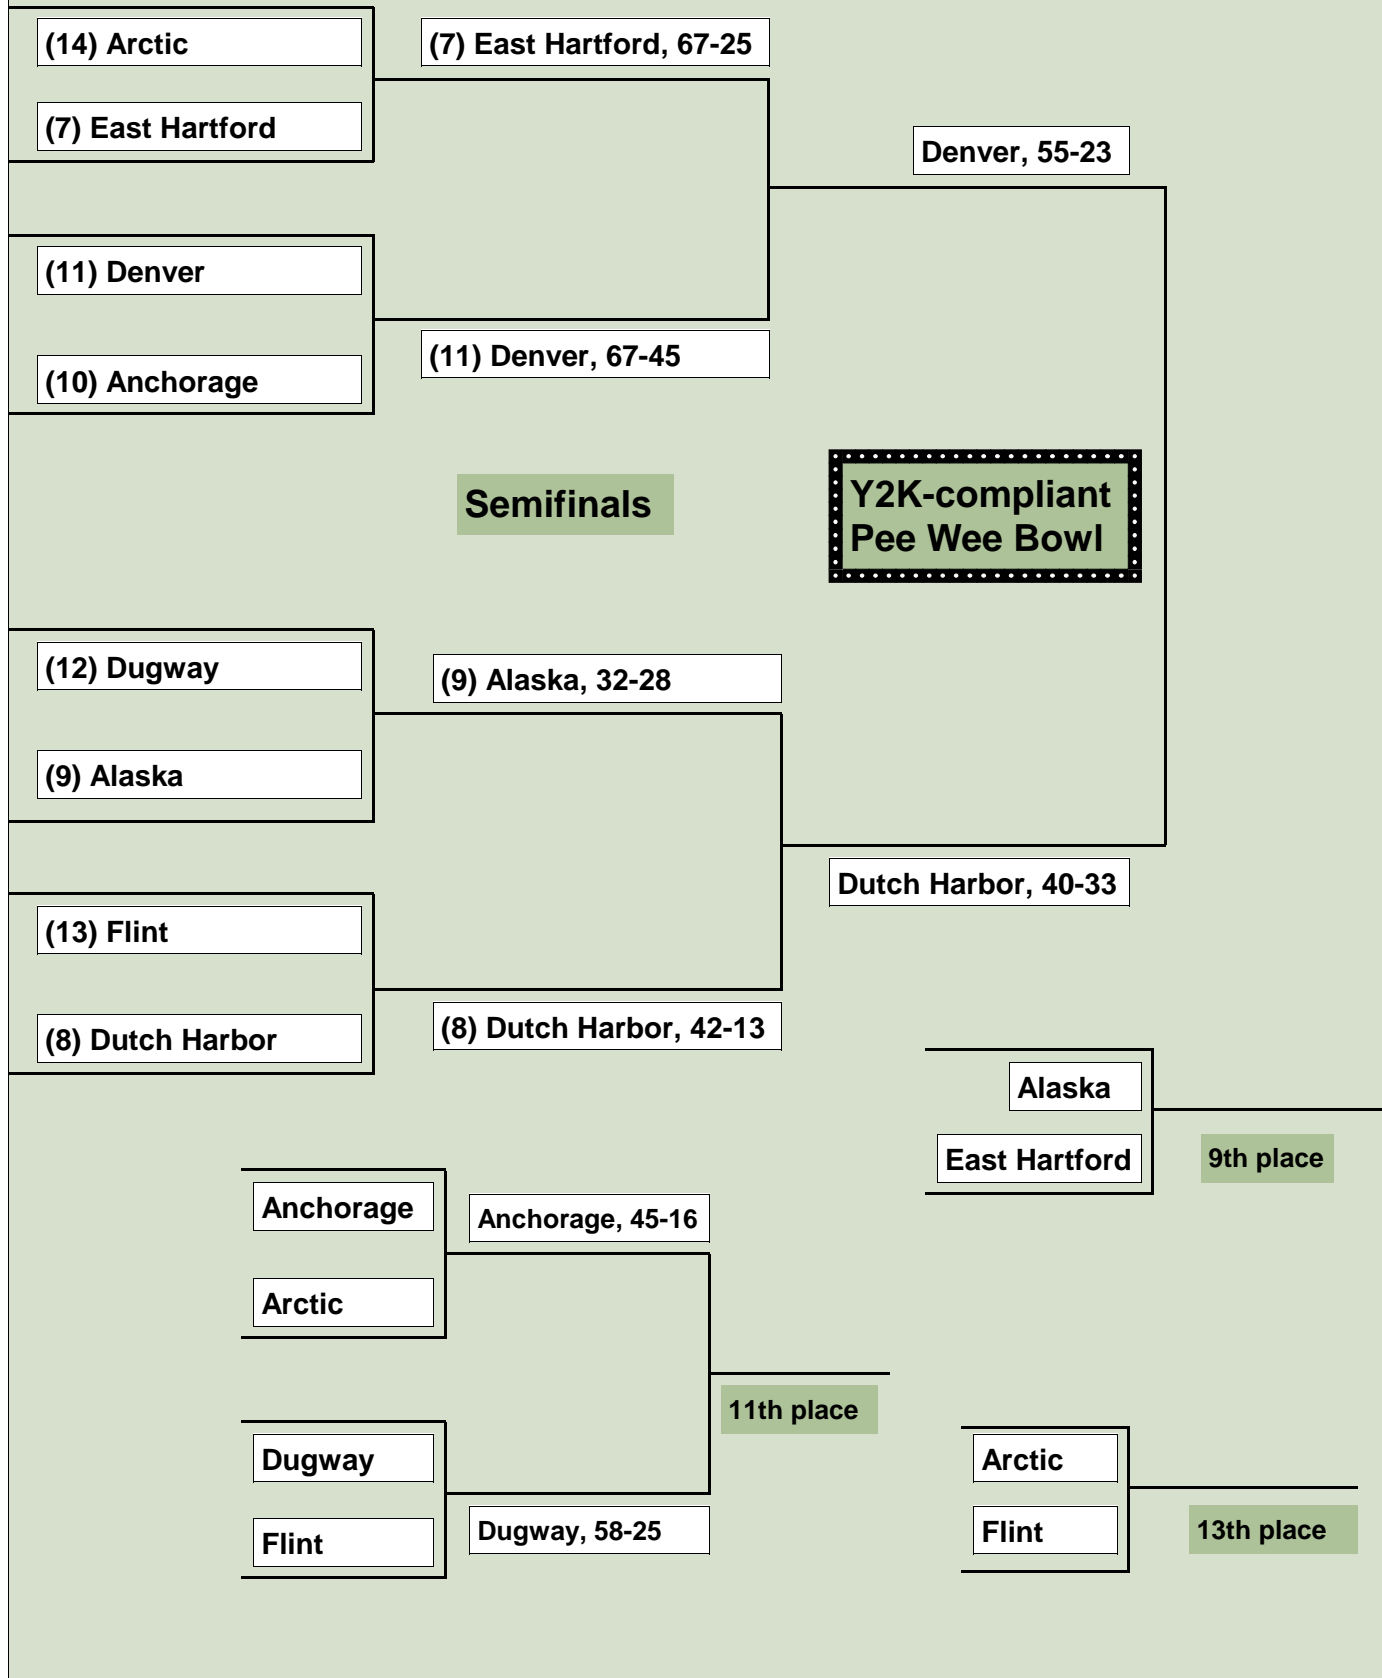 (14) Arctic
(7) East Hartford, 67-25
(7) East Hartford
Denver, 55-23
(11) Denver
(11) Denver, 67-45
(10) Anchorage
Semifinals
Y2K-compliant
Pee Wee Bowl
(12) Dugway
(9) Alaska, 32-28
(9) Alaska
Dutch Harbor, 40-33
(13) Flint
(8) Dutch Harbor, 42-13
(8) Dutch Harbor
Alaska
East Hartford
9th place
Anchorage
Anchorage, 45-16
Arctic
11th place
Dugway
Dugway, 58-25
Flint
Arctic
Flint
13th place